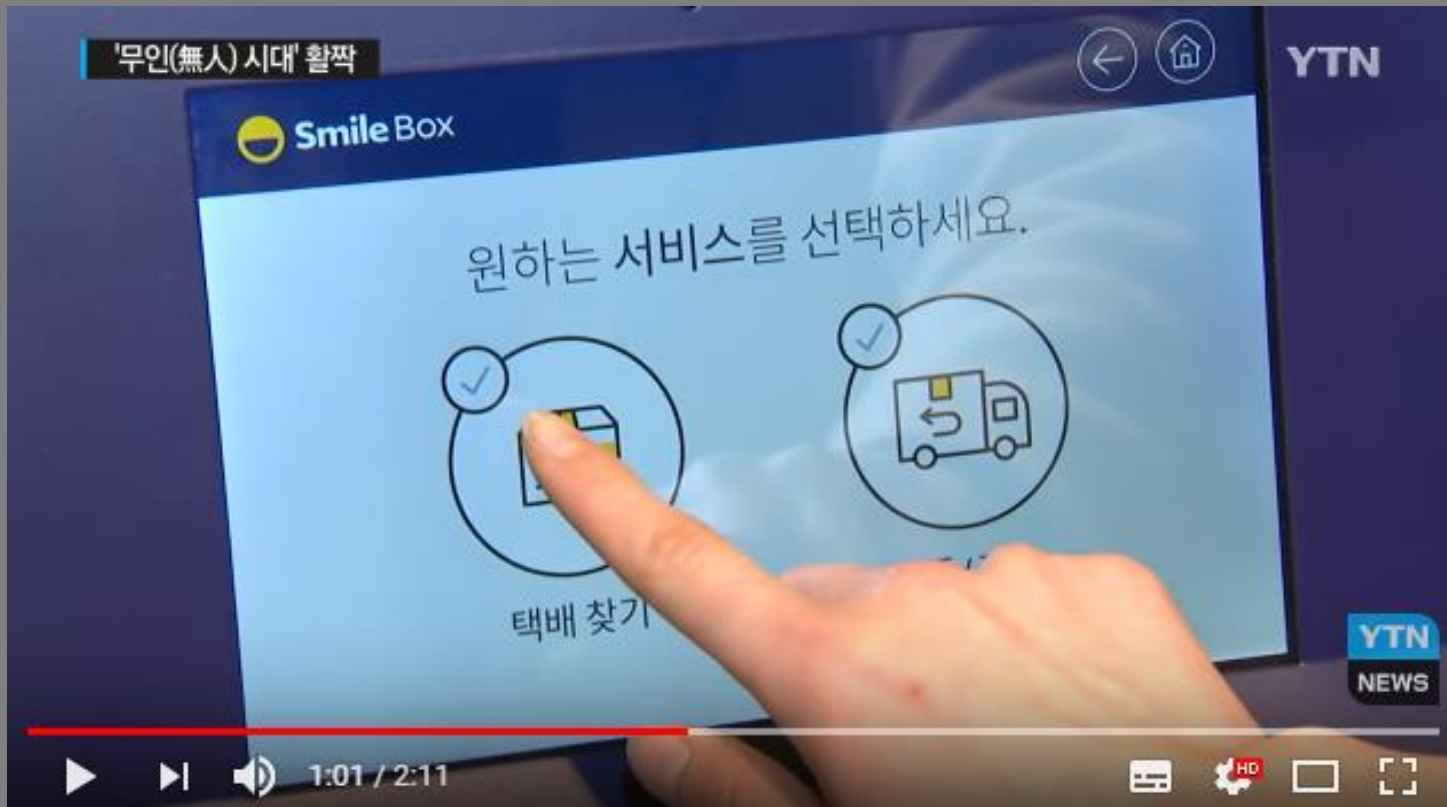 '무인(無人) 시대' 활짝
YTN
Smile Box
원하는 서비스를 선택하세요.
택배 찾기
YTN
NEWS
1:01 / 2:11
HD